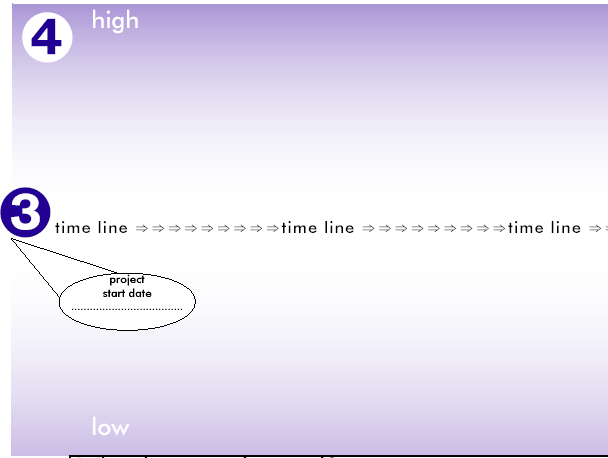 4 high
3 time line ⇒⇒⇒⇒⇒⇒⇒⇒⇒time line ⇒⇒⇒⇒⇒⇒⇒⇒⇒time line ⇒
project
start date
low